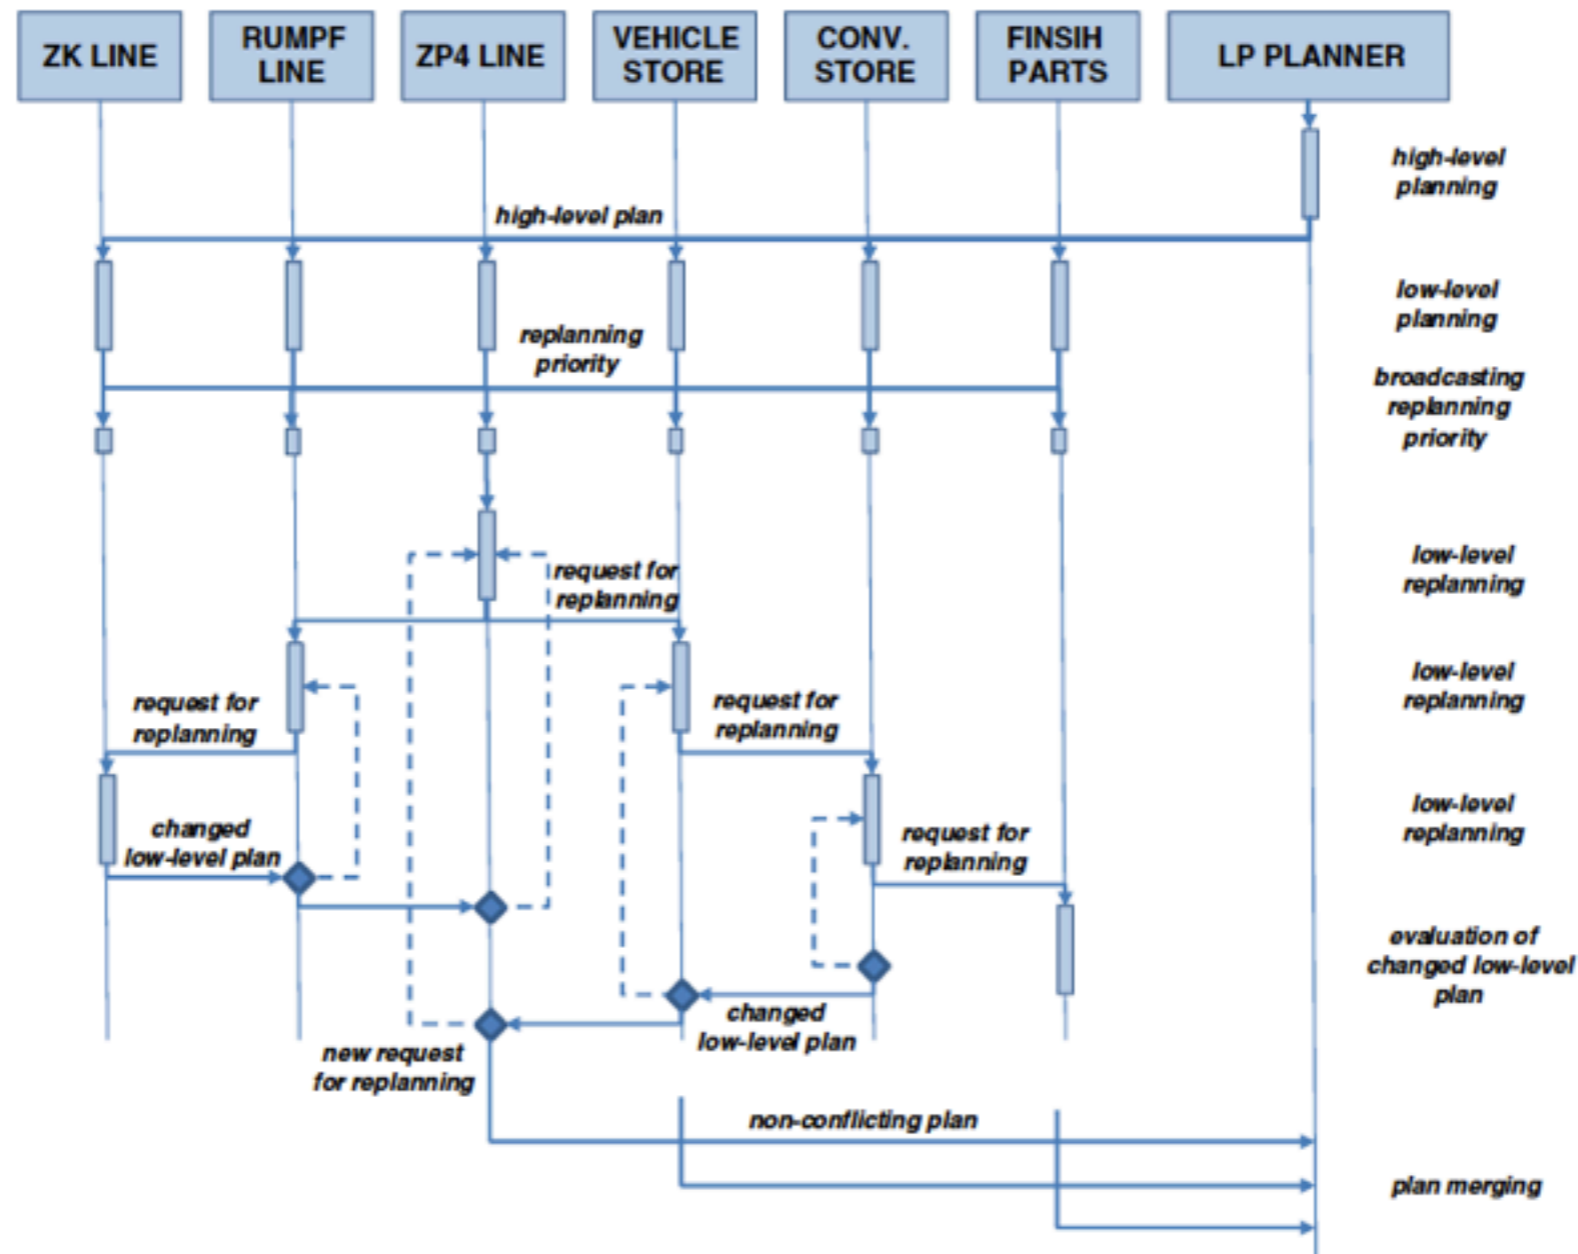 ZK LINE
RUMPF
LINE
ZP4 LINE
VEHICLE
STORE
CONV.
STORE
FINSIH
PARTS
LP PLANNER
high-level
planning
high-level plan
low-level
planning
replanning
priority
broadcasting
replanning
priority
low-level
replanning
request for
replanning
low-level
replanning
request for
replanning
request for
replanning
low-level
replanning
changed
low-level plan
request for
replanning
evaluation of
changed low-level
plan
changed
low-level plan
new request
for replanning
non-conflicting plan
plan merging